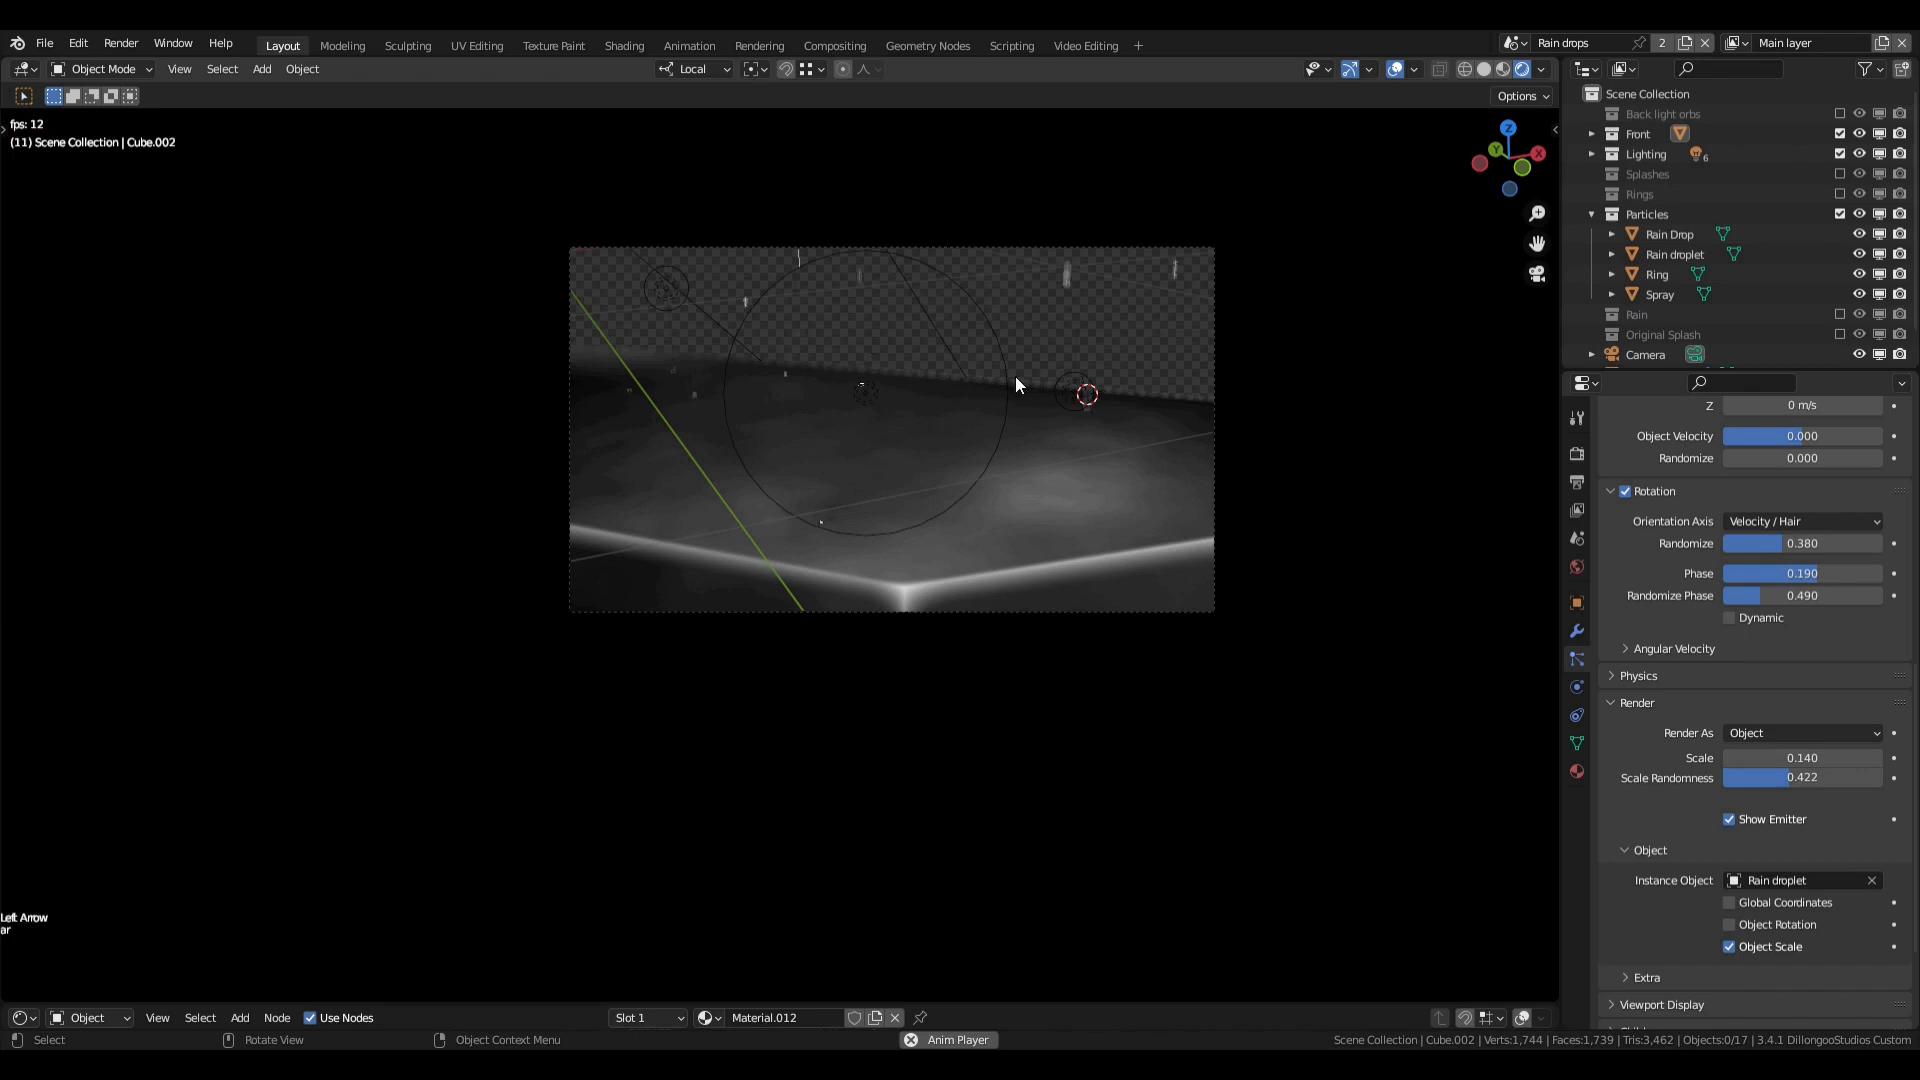 File Edit Render Window Help Layout Modeling Sculpting UV Editing Texture Paint Shading Animation Rendering Compositing Geometry Nodes Scripting Video Editing + Rain drops 2 Main layer
Object Mode View Select Add Object Local
Options
fps: 12
(11) Scene Collection | Cube.002
Z
Y
X
Scene Collection
Back light orbs
Front
Lighting 6
Splashes
Rings
Particles
Rain Drop
Rain droplet
Ring
Spray
Rain
Original Splash
Camera
Z 0 m/s
Object Velocity 0.000
Randomize 0.000
Rotation
Orientation Axis Velocity / Hair
Randomize 0.380
Phase 0.190
Randomize Phase 0.490
Dynamic
Angular Velocity
Physics
Render
Render As Object
Scale 0.140
Scale Randomness 0.422
Show Emitter
Object
Instance Object Rain droplet
Global Coordinates
Object Rotation
Object Scale
Extra
Viewport Display
Left Arrow
ar
Object View Select Add Node Use Nodes Slot 1 Material.012
Select Rotate View Object Context Menu Anim Player Scene Collection | Cube.002 | Verts:1,744 | Faces:1,739 | Tris:3,462 | Objects:0/17 | 3.4.1 DillongooStudios Custom